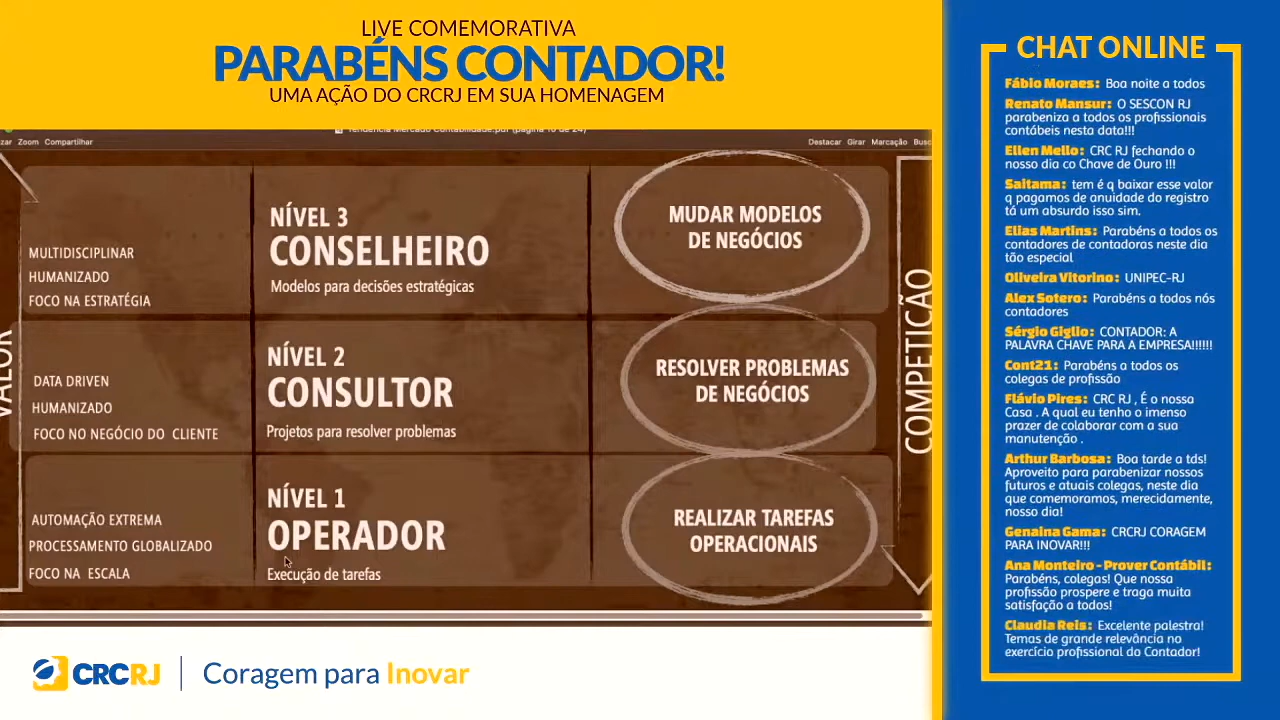 LIVE COMEMORATIVA
PARABÉNS CONTADOR!
UMA AÇÃO DO CRCRJ EM SUA HOMENAGEM
Tendência Mercado Contabilidade.pdf (página 10 de 24)
zar Zoom Compartilhar
Destacar Girar Marcação Busc
MULTIDISCIPLINAR
HUMANIZADO
FOCO NA ESTRATÉGIA
NÍVEL 3
CONSELHEIRO
Modelos para decisões estratégicas
MUDAR MODELOS
DE NEGÓCIOS
DATA DRIVEN
HUMANIZADO
FOCO NO NEGÓCIO DO CLIENTE
NÍVEL 2
CONSULTOR
Projetos para resolver problemas
RESOLVER PROBLEMAS
DE NEGÓCIOS
AUTOMAÇÃO EXTREMA
PROCESSAMENTO GLOBALIZADO
FOCO NA ESCALA
NÍVEL 1
OPERADOR
Execução de tarefas
REALIZAR TAREFAS
OPERACIONAIS
VALOR
COMPETIÇÃO
CRCRJ
Coragem para Inovar
CHAT ONLINE
Fábio Moraes: Boa noite a todos
Renato Mansur: O SESCON RJ
parabeniza a todos os profissionais
contábeis nesta data!!!
Ellen Mello: CRC RJ fechando o
nosso dia co Chave de Ouro !!!
Saitama: tem é q baixar esse valor
q pagamos de anuidade do registro
tá um absurdo isso sim.
Elias Martins: Parabéns a todos os
contadores de contadoras neste dia
tão especial
Oliveira Vitorino: UNIPEC-RJ
Alex Sotero: Parabéns a todos nós
contadores
Sérgio Giglio: CONTADOR: A
PALAVRA CHAVE PARA A EMPRESA!!!!!!
Cont21: Parabéns a todos os
colegas de profissão
Flávio Pires: CRC RJ , É o nossa
Casa . A qual eu tenho o imenso
prazer de colaborar com a sua
manutenção .
Arthur Barbosa: Boa tarde a tds!
Aproveito para parabenizar nossos
futuros e atuais colegas, neste dia
que comemoramos, merecidamente,
nosso dia!
Genaina Gama: CRCRJ CORAGEM
PARA INOVAR!!!
Ana Monteiro - Prover Contábil:
Parabéns, colegas! Que nossa
profissão prospere e traga muita
satisfação a todos!
Claudia Reis: Excelente palestra!
Temas de grande relevância no
exercício profissional do Contador!